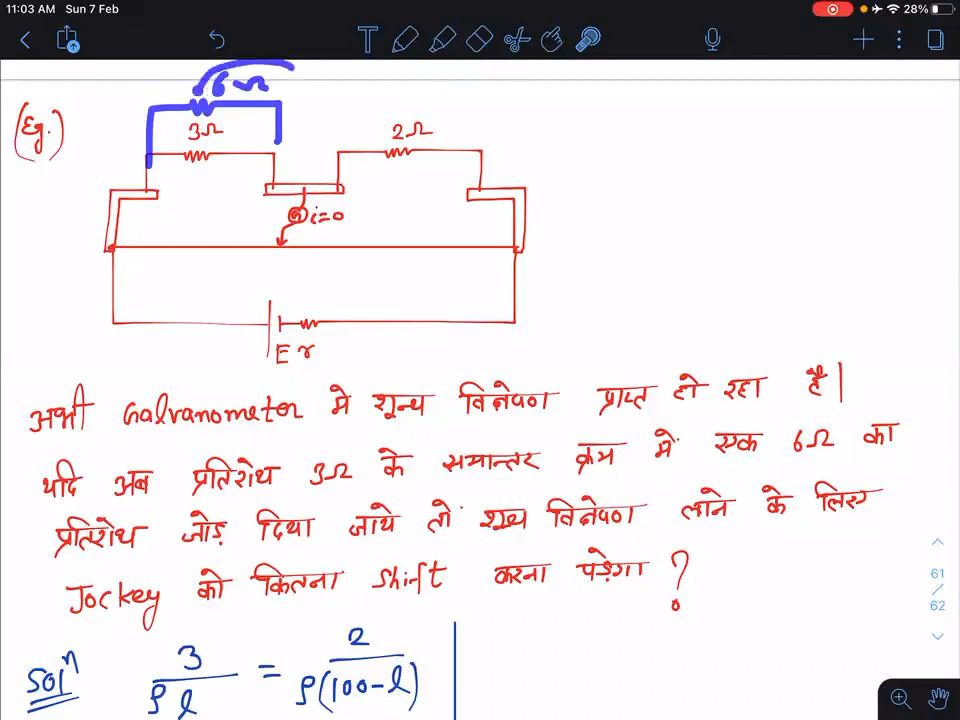 11:03 AM Sun 7 Feb
28%
6Ω
(Eg.)
3Ω
2Ω
G i=0
E r
अभी Galvanometer मे शून्य विक्षेपण प्राप्त हो रहा है।
यदि अब प्रतिरोध 3Ω के समान्तर क्रम में एक 6Ω का
प्रतिरोध जोड़ दिया जाये तो शून्य विक्षेपण लाने के लिए
Jockey को कितना shift करना पड़ेगा ?
Solⁿ 3/ρl = 2/ρ(100-l)
61
/
62